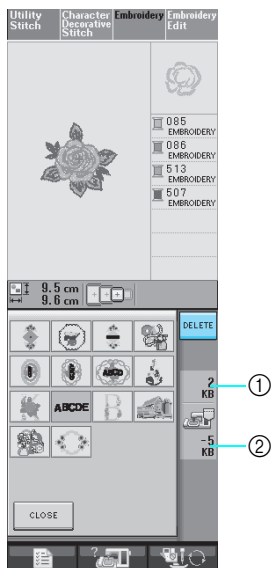 Utility
Stitch
Character
Decorative
Stitch
Embroidery
Embroidery
Edit
085
EMBROIDERY
086
EMBROIDERY
513
EMBROIDERY
507
EMBROIDERY
9.5 cm
9.6 cm
DELETE
2
KB
①
-5
KB
②
ABCD
ABCDE
B
CLOSE
?